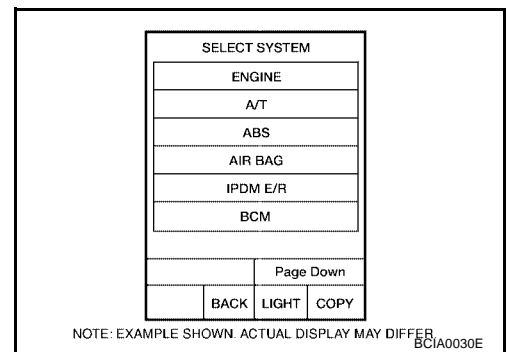 SELECT SYSTEM
ENGINE
A/T
ABS
AIR BAG
IPDM E/R
BCM
Page Down
BACK LIGHT COPY
NOTE: EXAMPLE SHOWN. ACTUAL DISPLAY MAY DIFFER
BCIA0030E